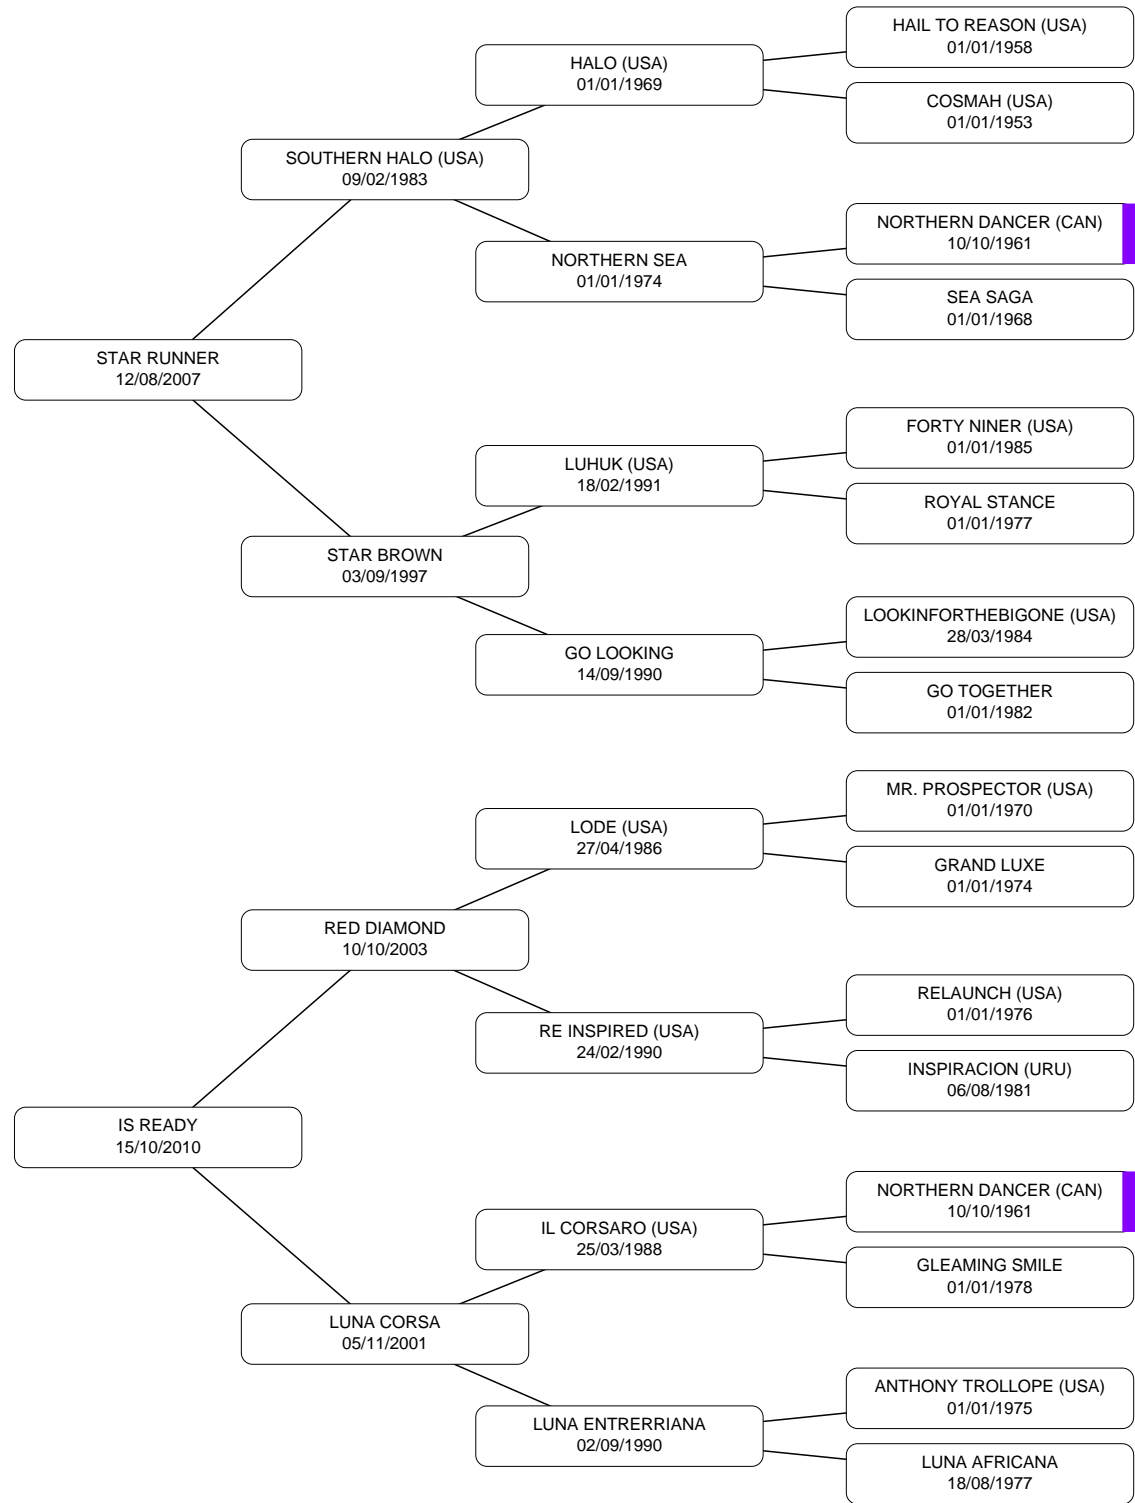 HAIL TO REASON (USA)
01/01/1958
HALO (USA)
01/01/1969
COSMAH (USA)
01/01/1953
SOUTHERN HALO (USA)
09/02/1983
NORTHERN DANCER (CAN)
10/10/1961
NORTHERN SEA
01/01/1974
SEA SAGA
01/01/1968
STAR RUNNER
12/08/2007
FORTY NINER (USA)
01/01/1985
LUHUK (USA)
18/02/1991
ROYAL STANCE
01/01/1977
STAR BROWN
03/09/1997
LOOKINFORTHEBIGONE (USA)
28/03/1984
GO LOOKING
14/09/1990
GO TOGETHER
01/01/1982
MR. PROSPECTOR (USA)
01/01/1970
LODE (USA)
27/04/1986
GRAND LUXE
01/01/1974
RED DIAMOND
10/10/2003
RELAUNCH (USA)
01/01/1976
RE INSPIRED (USA)
24/02/1990
INSPIRACION (URU)
06/08/1981
IS READY
15/10/2010
NORTHERN DANCER (CAN)
10/10/1961
IL CORSARO (USA)
25/03/1988
GLEAMING SMILE
01/01/1978
LUNA CORSA
05/11/2001
ANTHONY TROLLOPE (USA)
01/01/1975
LUNA ENTRERRIANA
02/09/1990
LUNA AFRICANA
18/08/1977